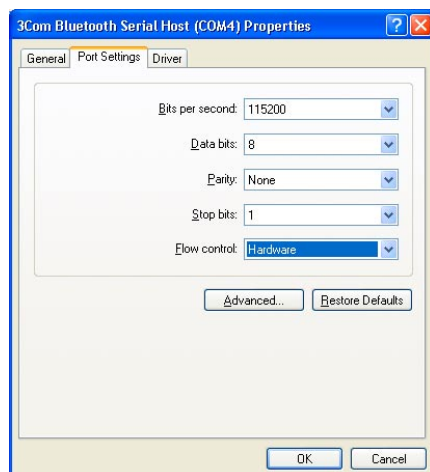 3Com Bluetooth Serial Host (COM4) Properties
General Port Settings Driver
Bits per second: 115200
Data bits: 8
Parity: None
Stop bits: 1
Flow control: Hardware
Advanced... Restore Defaults
OK Cancel